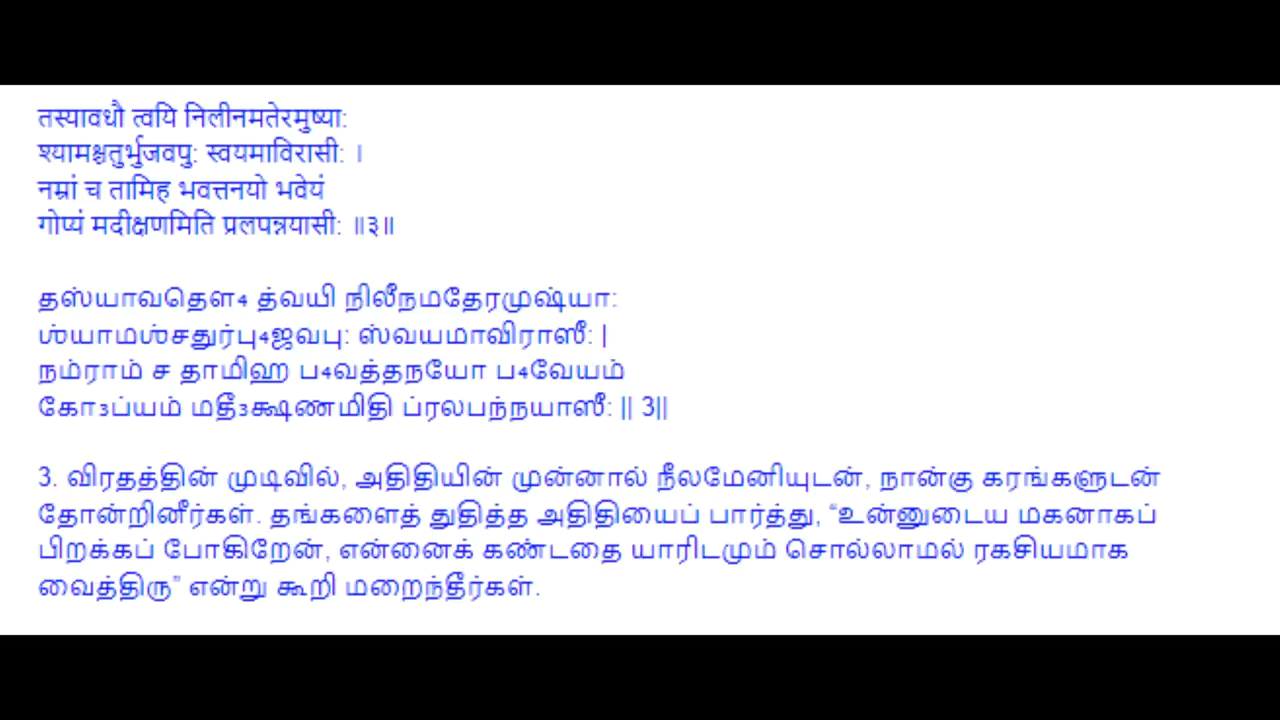 तस्यावधौ त्वयि निलीनमतेरमुष्या:
श्यामश्चतुर्भुजवपु: स्वयमाविरासी: ।
नम्रां च तामिह भवत्तनयो भवेयं
गोप्यं मदीक्षणमिति प्रलपन्नयासी: ॥३॥
தஸ்யாவதௌ₄ த்வயி நிலீநமதேரமுஷ்யா:
ஶ்யாமஶ்சதுர்பு₄ஜவபு: ஸ்வயமாவிராஸீ: |
நம்ராம் ச தாமிஹ ப₄வத்தநயோ ப₄வேயம்
கோ₃ப்யம் மதீ₃க்ஷணமிதி ப்ரலபந்நயாஸீ: || 3||
3. விரதத்தின் முடிவில், அதிதியின் முன்னால் நீலமேனியுடன், நான்கு கரங்களுடன்
தோன்றினீர்கள். தங்களைத் துதித்த அதிதியைப் பார்த்து, “உன்னுடைய மகனாகப்
பிறக்கப் போகிறேன், என்னைக் கண்டதை யாரிடமும் சொல்லாமல் ரகசியமாக
வைத்திரு” என்று கூறி மறைந்தீர்கள்.